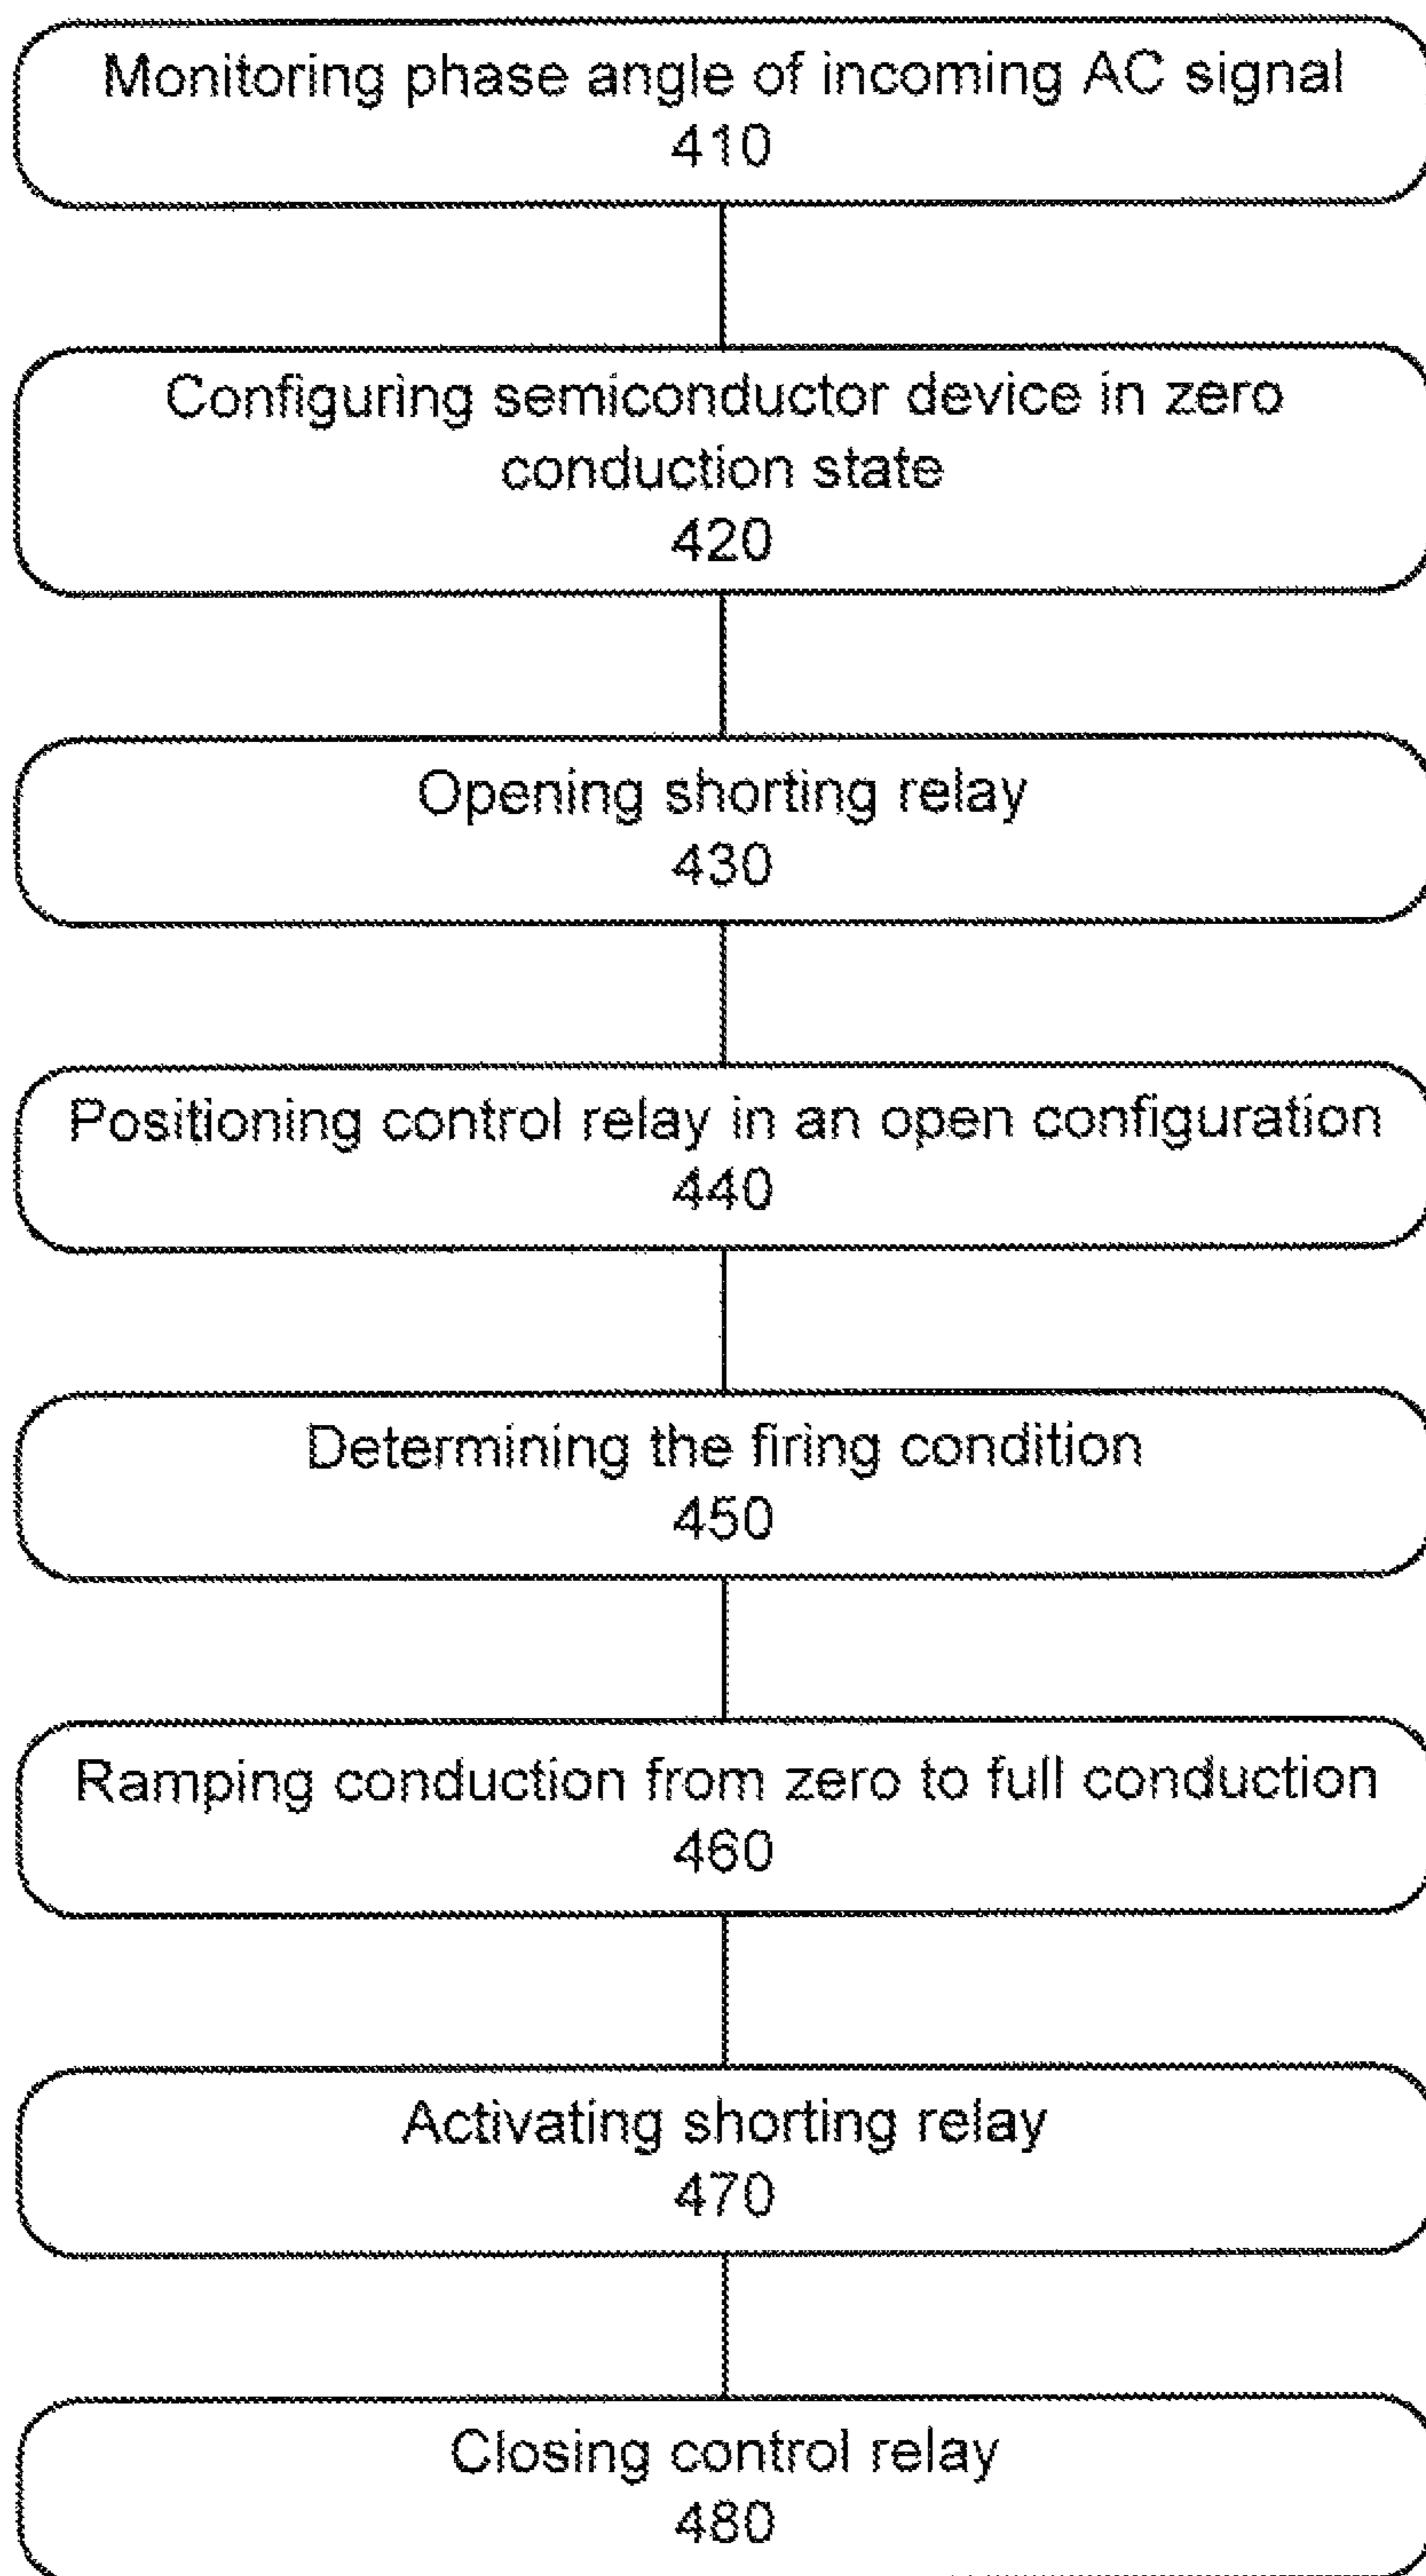 Monitoring phase angle of incoming AC signal
410
Configuring semiconductor device in zero
conduction state
420
Opening shorting relay
430
Positioning control relay in an open configuration
440
Determining the firing condition
450
Ramping conduction from zero to full conduction
460
Activating shorting relay
470
Closing control relay
480